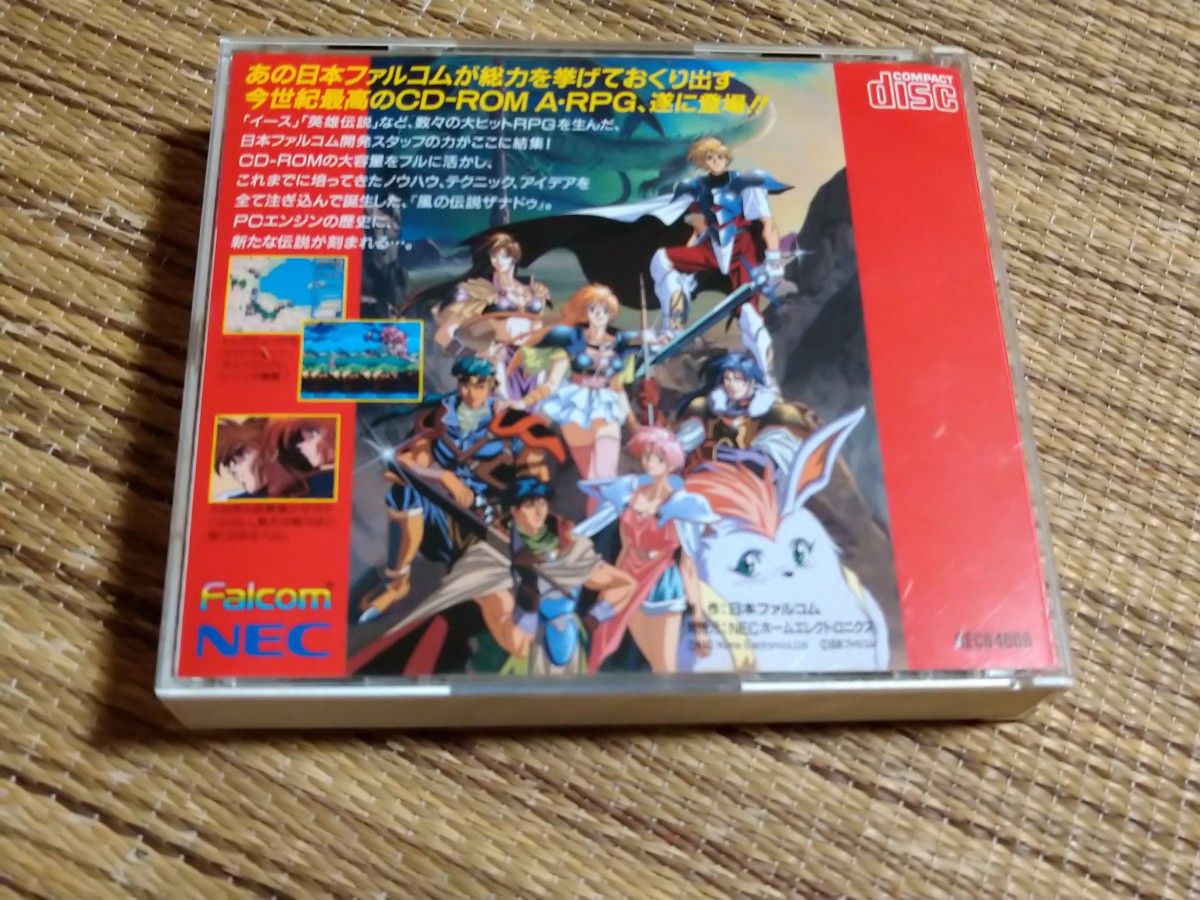 あの日本ファルコムが総力を挙げておくり出す
今世紀最高のCD-ROM A・RPG、遂に登場!!
「イース」「英雄伝説」など、数々の大ヒットRPGを生んだ、
日本ファルコム開発スタッフの力がここに結集!
CD-ROMの大容量をフルに活かし、
これまでに培ってきたノウハウ、テクニック、アイデアを
全て注ぎ込んで誕生した、『風の伝説ザナドゥ』。
PCエンジンの歴史に、
新たな伝説が刻まれる…。
COMPACT
disc
Falcom
NEC
作:日本ファルコム
発売元:NECホームエレクトロニクス